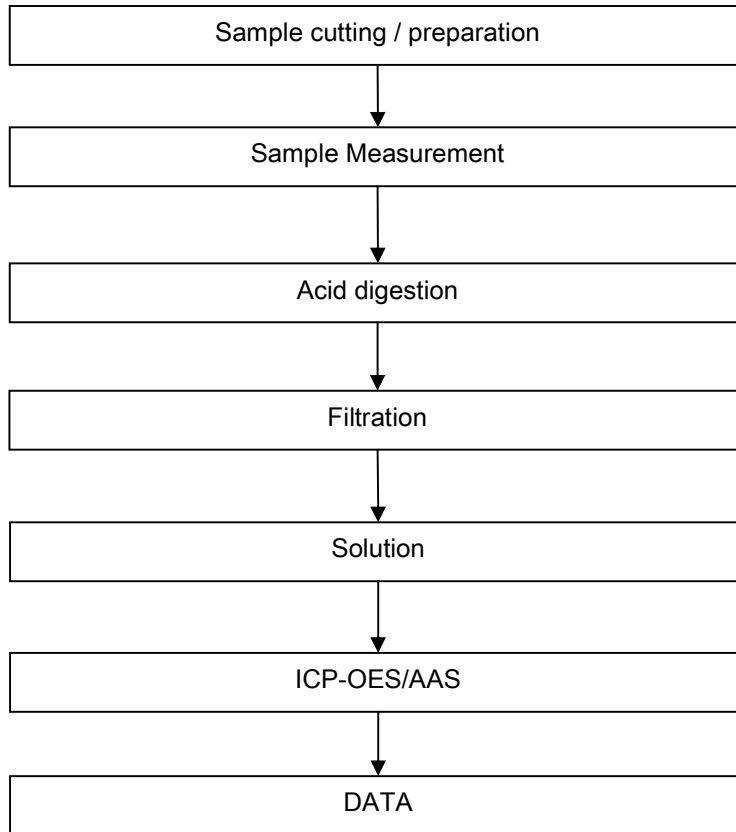 Sample cutting / preparation
Sample Measurement
Acid digestion
Filtration
Solution
ICP-OES/AAS
DATA